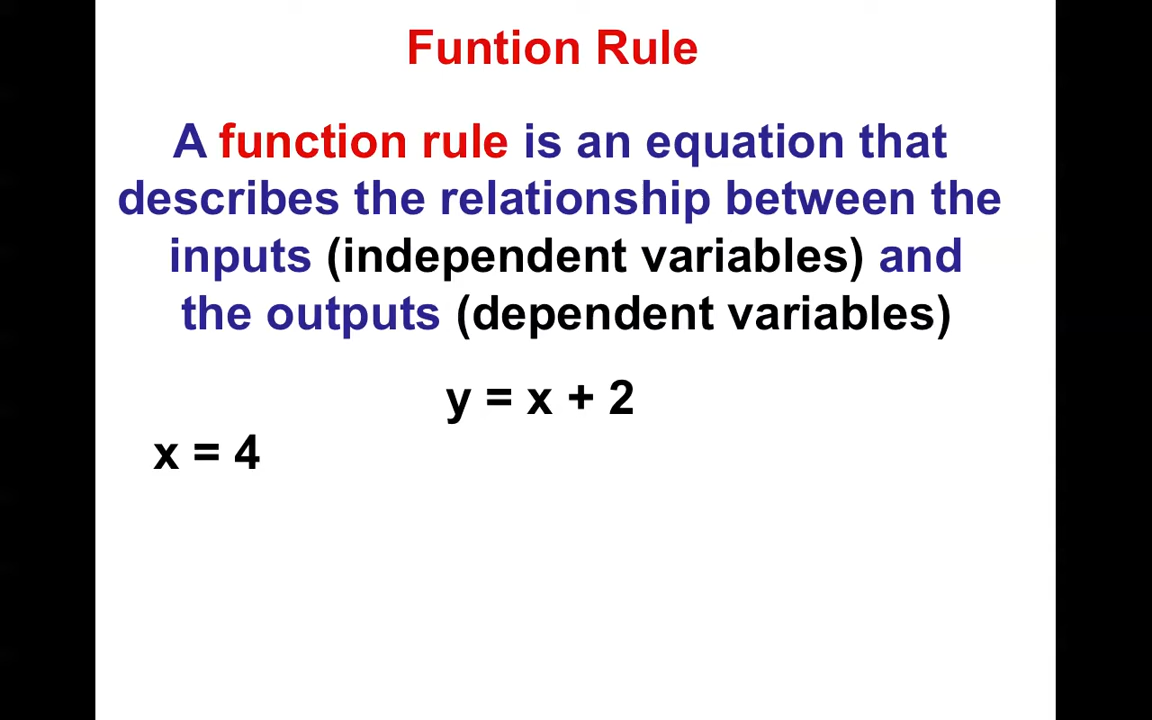 Funtion Rule
A function rule is an equation that
describes the relationship between the
inputs (independent variables) and
the outputs (dependent variables)
y = x + 2
x = 4